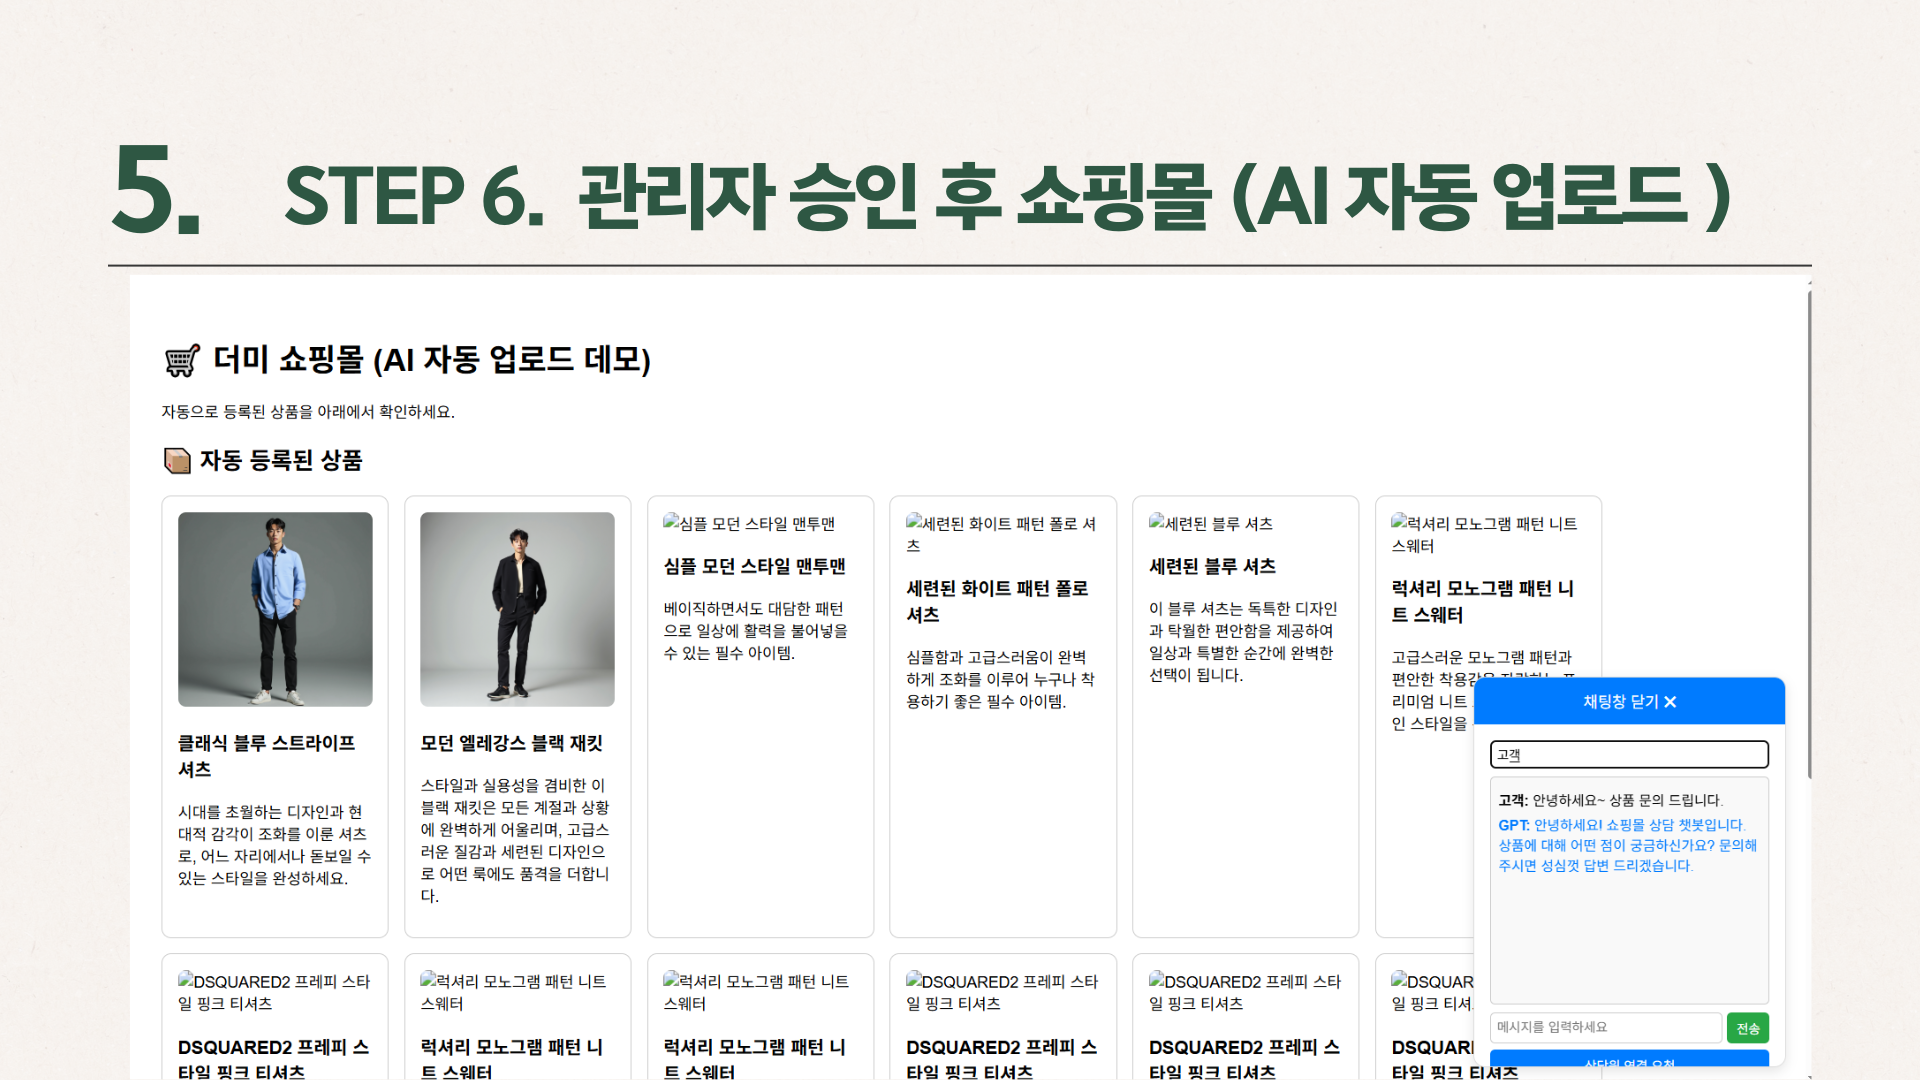 5. STEP 6. 관리자 승인 후 쇼핑몰 (AI 자동 업로드 )
더미 쇼핑몰 (AI 자동 업로드 데모)
자동으로 등록된 상품을 아래에서 확인하세요.
자동 등록된 상품
클래식 블루 스트라이프
셔츠
시대를 초월하는 디자인과 현
대적 감각이 조화를 이룬 셔츠
로, 어느 자리에서나 돋보일 수
있는 스타일을 완성하세요.
모던 엘레강스 블랙 재킷
스타일과 실용성을 겸비한 이
블랙 재킷은 모든 계절과 상황
에 완벽하게 어울리며, 고급스
러운 질감과 세련된 디자인으
로 어떤 룩에도 품격을 더합니
다.
심플 모던 스타일 맨투맨
심플 모던 스타일 맨투맨
베이직하면서도 대담한 패턴
으로 일상에 활력을 불어넣을
수 있는 필수 아이템.
세련된 화이트 패턴 폴로 셔
츠
세련된 화이트 패턴 폴로
셔츠
심플함과 고급스러움이 완벽
하게 조화를 이루어 누구나 착
용하기 좋은 필수 아이템.
세련된 블루 셔츠
세련된 블루 셔츠
이 블루 셔츠는 독특한 디자인
과 탁월한 편안함을 제공하여
일상과 특별한 순간에 완벽한
선택이 됩니다.
럭셔리 모노그램 패턴 니트
스웨터
럭셔리 모노그램 패턴 니
트 스웨터
고급스러운 모노그램 패턴과
편안한 착용감
리미엄 니트
인 스타일을
채팅창 닫기 ✕
고객
고객: 안녕하세요~ 상품 문의 드립니다.
GPT: 안녕하세요! 쇼핑몰 상담 챗봇입니다.
상품에 대해 어떤 점이 궁금하신가요? 문의해
주시면 성심껏 답변 드리겠습니다.
메시지를 입력하세요
전송
상담원 연결 요청
DSQUARED2 프레피 스타
일 핑크 티셔츠
DSQUARED2 프레피 스
타일 핑크 티셔츠
럭셔리 모노그램 패턴 니트
스웨터
럭셔리 모노그램 패턴 니
트 스웨터
럭셔리 모노그램 패턴 니트
스웨터
럭셔리 모노그램 패턴 니
트 스웨터
DSQUARED2 프레피 스타
일 핑크 티셔츠
DSQUARED2 프레피 스
타일 핑크 티셔츠
DSQUARED2 프레피 스타
일 핑크 티셔츠
DSQUARED2 프레피 스
타일 핑크 티셔츠
DSQUAR
일 핑크 티셔
DSQUAR
타일 핑크 티셔츠